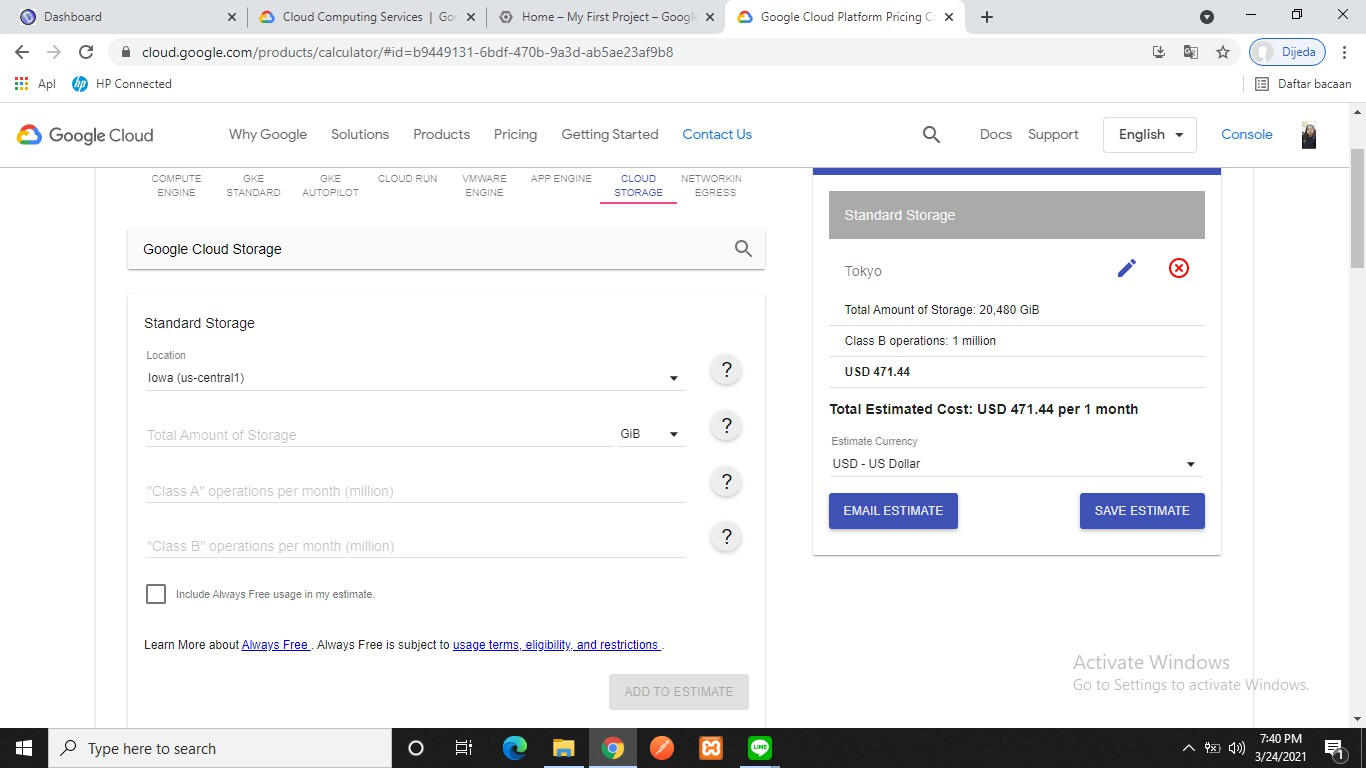 Dashboard
Cloud Computing Services | Goo
Home – My First Project – Google
Google Cloud Platform Pricing Ca
cloud.google.com/products/calculator/#id=b9449131-6bdf-470b-9a3d-ab5ae23af9b8
Dijeda
Apl
HP Connected
Daftar bacaan
Google Cloud
Why Google
Solutions
Products
Pricing
Getting Started
Contact Us
Docs
Support
English
Console
COMPUTE ENGINE
GKE STANDARD
GKE AUTOPILOT
CLOUD RUN
VMWARE ENGINE
APP ENGINE
CLOUD STORAGE
NETWORKIN EGRESS
Google Cloud Storage
Standard Storage
Location
Iowa (us-central1)
?
Total Amount of Storage
GiB
?
"Class A" operations per month (million)
?
"Class B" operations per month (million)
?
Include Always Free usage in my estimate.
Learn More about Always Free . Always Free is subject to usage terms, eligibility, and restrictions .
ADD TO ESTIMATE
Standard Storage
Tokyo
Total Amount of Storage: 20,480 GiB
Class B operations: 1 million
USD 471.44
Total Estimated Cost: USD 471.44 per 1 month
Estimate Currency
USD - US Dollar
EMAIL ESTIMATE
SAVE ESTIMATE
Activate Windows
Go to Settings to activate Windows.
Type here to search
LINE
7:40 PM
3/24/2021
1